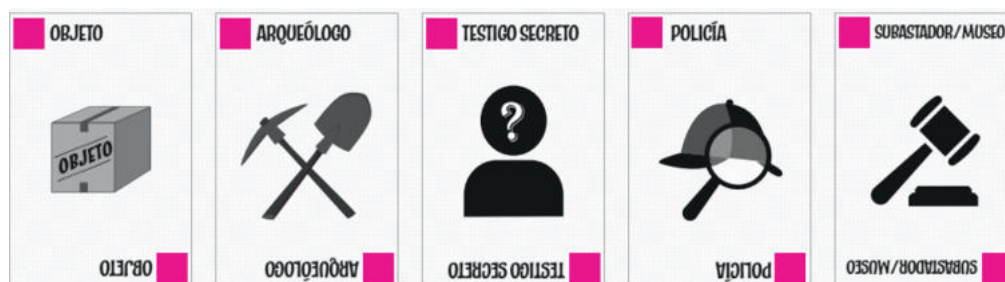 OBJETO
ARQUEÓLOGO
TESTIGO SECRETO
POLICÍA
SUBASTADOR/MUSEO
OBJETO
?
OBJETO
ARQUEÓLOGO
TESTIGO SECRETO
POLICÍA
SUBASTADOR/MUSEO